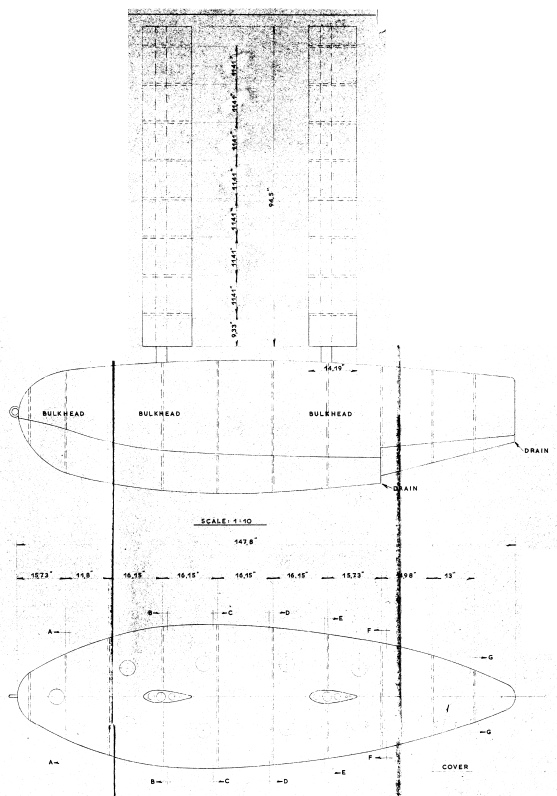 11,41"
11,41"
11,41"
11,41"
11,41"
94,5"
11,41"
11,41"
9,33"
14,19"
BULKHEAD
BULKHEAD
BULKHEAD
DRAIN
DRAIN
SCALE: 1:10
147,8"
15,73"
11,8"
16,15"
16,15"
16,15"
16,15"
15,73"
13"
B
C
D
E
A
F
G
G
A
F
B
C
D
E
COVER